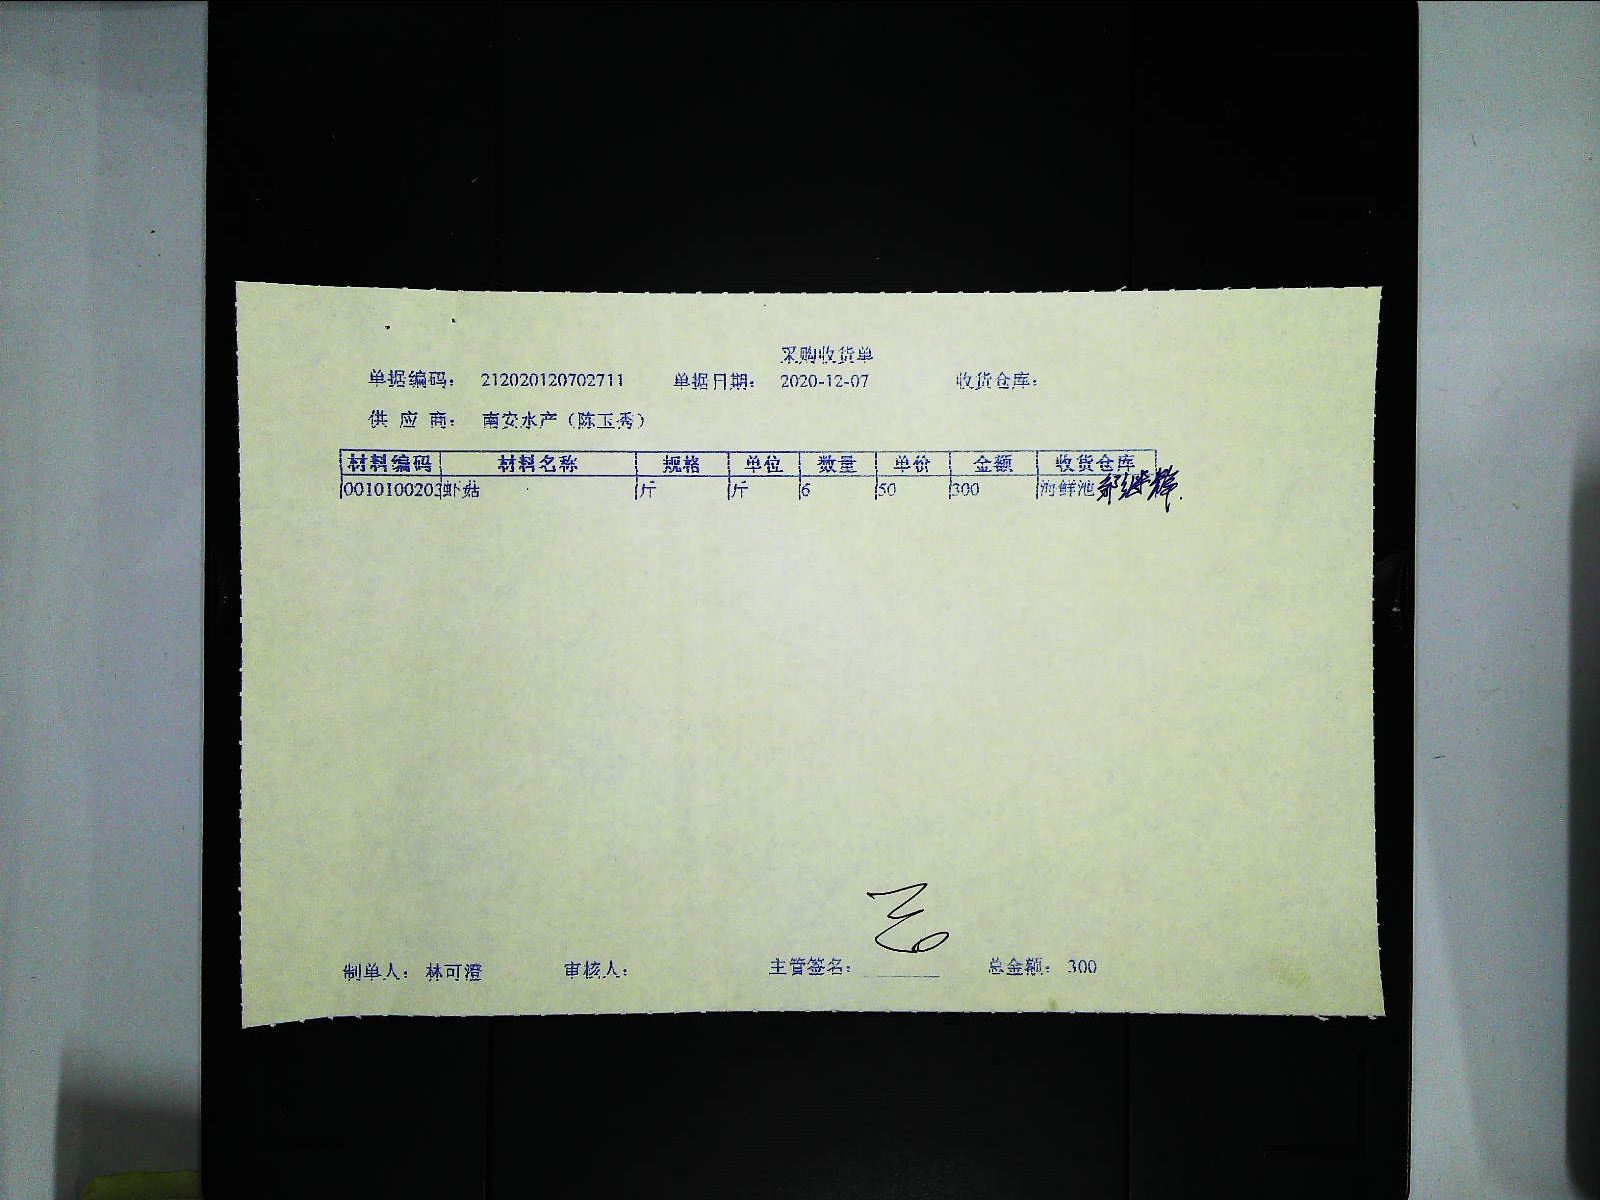 采购收货单
单据编码： 212020120702711 单据日期： 2020-12-07 收货仓库：
供 应 商： 南安水产（陈玉秀）
材料编码 材料名称 规格 单位 数量 单价 金额 收货仓库
0010100203 虾菇 斤 斤 6 50 300 海鲜池
制单人： 林可澄 审核人： 主管签名： 总金额： 300